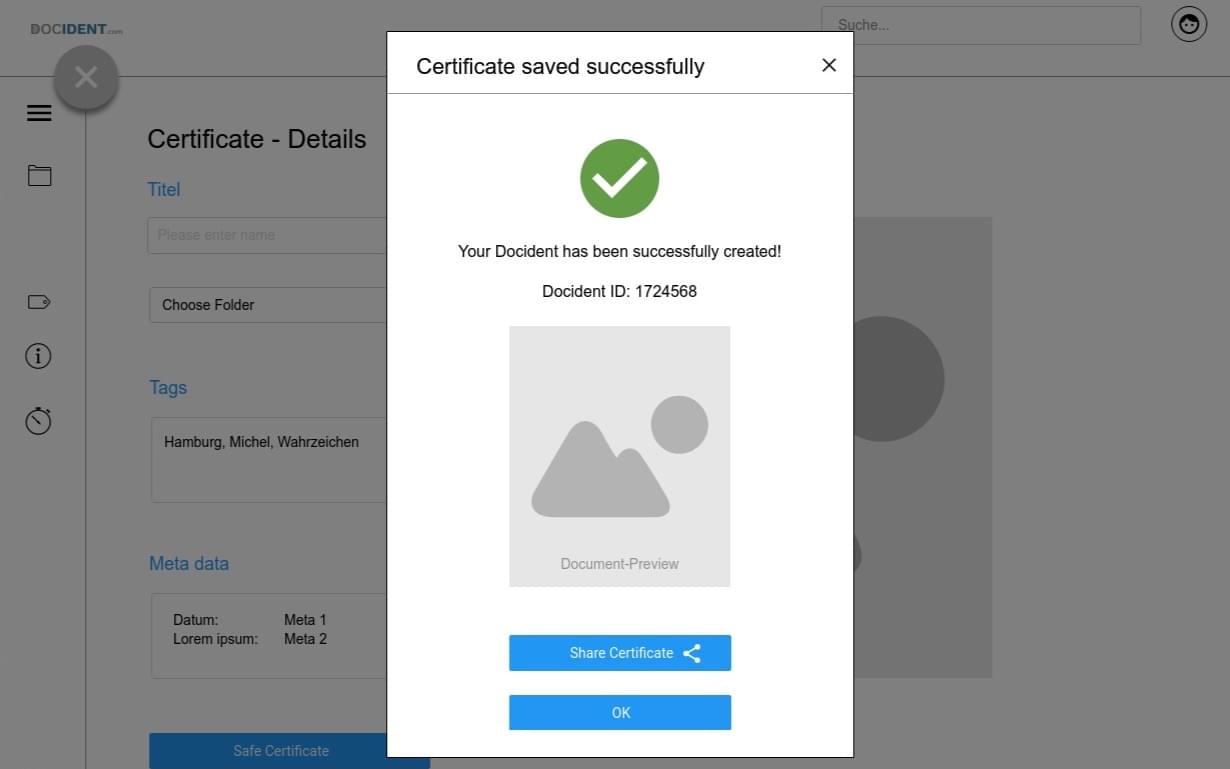 DOCIDENT.com
Suche...
Certificate saved successfully
Certificate - Details
Titel
Please enter name
Choose Folder
Tags
Hamburg, Michel, Wahrzeichen
Meta data
Datum: Meta 1
Lorem ipsum: Meta 2
Safe Certificate
Your Docident has been successfully created!
Docident ID: 1724568
Document-Preview
Share Certificate
OK